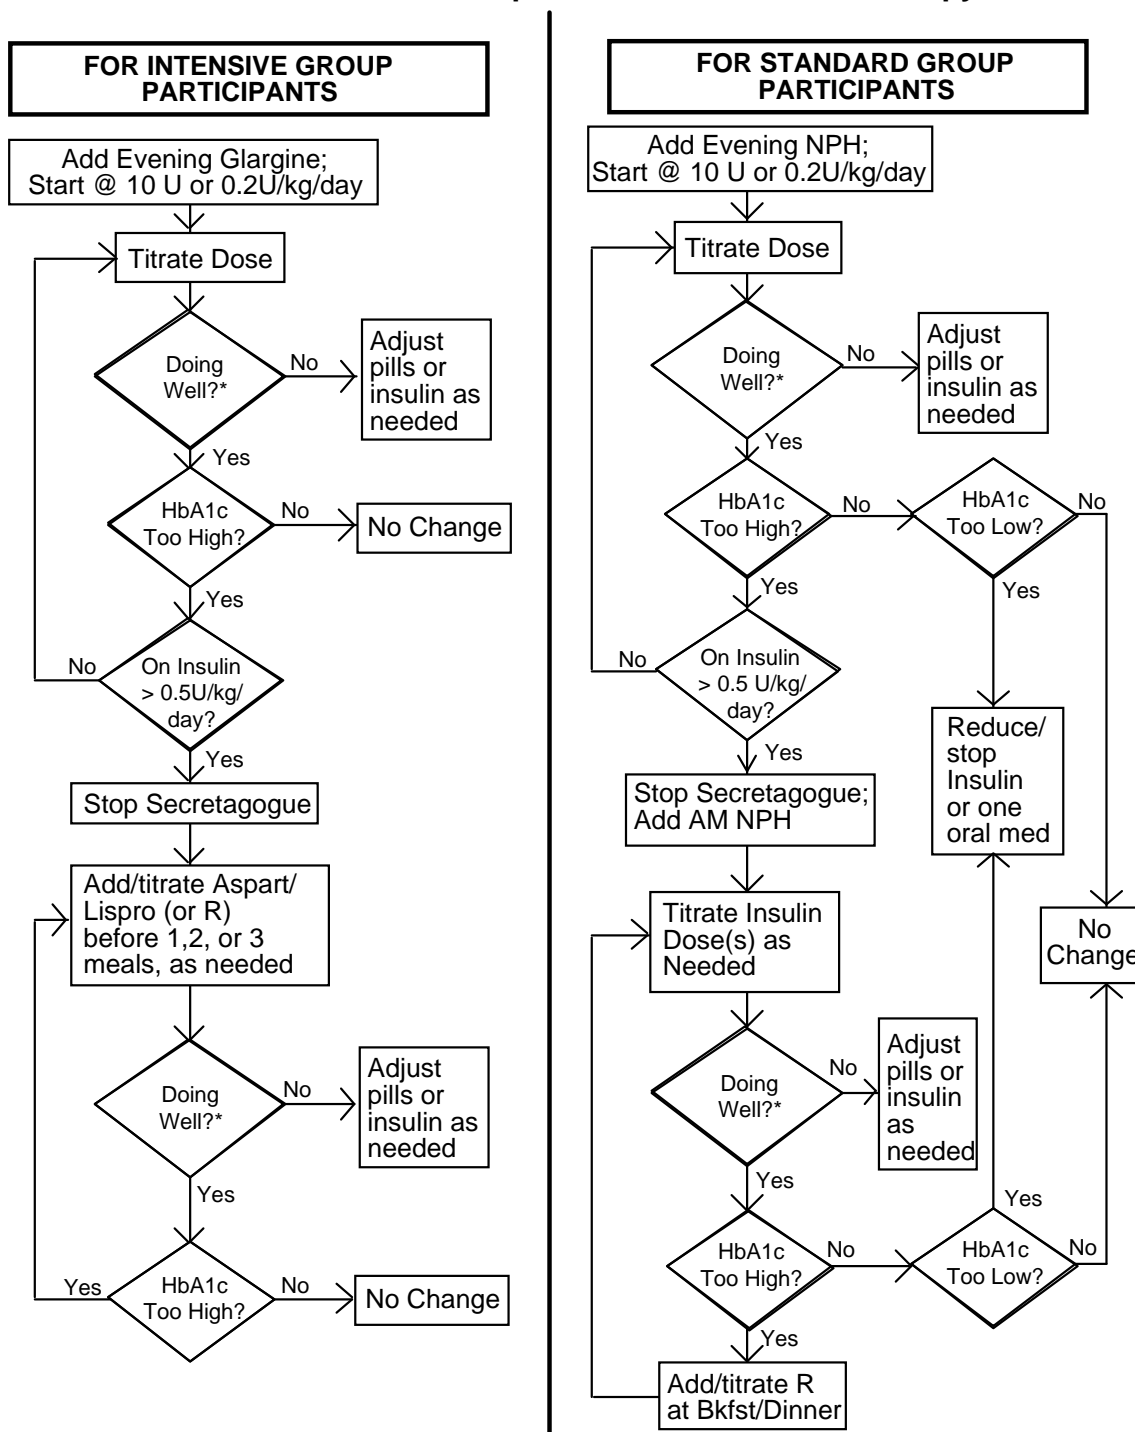 FOR INTENSIVE GROUP
PARTICIPANTS
Add Evening Glargine;
Start @ 10 U or 0.2U/kg/day
Titrate Dose
Doing
Well?*
No
Adjust
pills or
insulin as
needed
Yes
HbA1c
Too High?
No
No Change
Yes
No
On Insulin
> 0.5U/kg/
day?
Yes
Stop Secretagogue
Add/titrate Aspart/
Lispro (or R)
before 1,2, or 3
meals, as needed
Doing
Well?*
No
Adjust
pills or
insulin as
needed
Yes
Yes
HbA1c
Too High?
No
No Change
FOR STANDARD GROUP
PARTICIPANTS
Add Evening NPH;
Start @ 10 U or 0.2U/kg/day
Titrate Dose
Doing
Well?*
No
Adjust
pills or
insulin as
needed
Yes
HbA1c
Too High?
No
HbA1c
Too Low?
No
Yes
Yes
No
On Insulin
> 0.5 U/kg/
day?
Yes
Reduce/
stop
Insulin
or one
oral med
Stop Secretagogue;
Add AM NPH
Titrate Insulin
Dose(s) as
Needed
No
Change
Doing
Well?*
No
Adjust
pills or
insulin
as
needed
Yes
HbA1c
Too High?
No
Yes
HbA1c
Too Low?
No
Yes
Add/titrate R
at Bkfst/Dinner